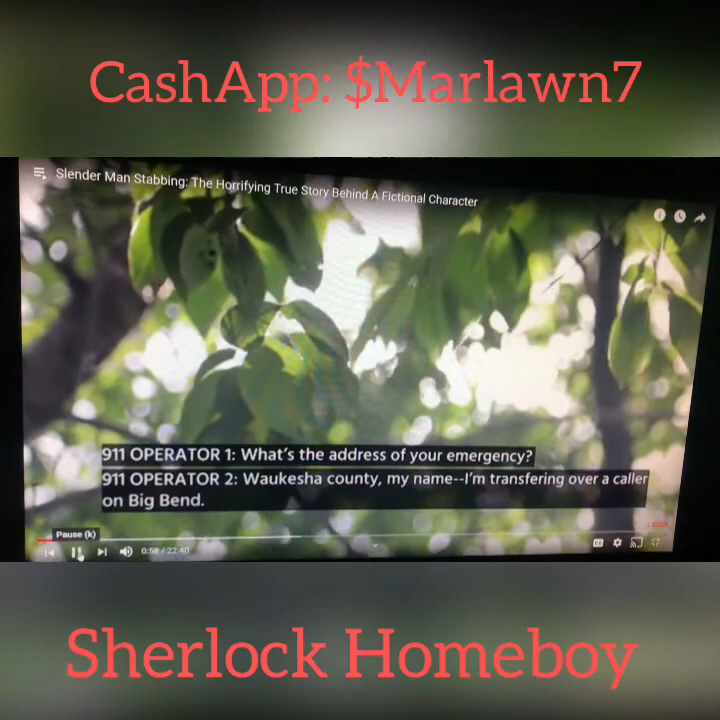 CashApp: $Marlawn7
Slender Man Stabbing: The Horrifying True Story Behind A Fictional Character
911 OPERATOR 1: What's the address of your emergency?
911 OPERATOR 2: Waukesha county, my name--I'm transfering over a caller
on Big Bend.
Pause (k)
0:58 / 22:40
Sherlock Homeboy